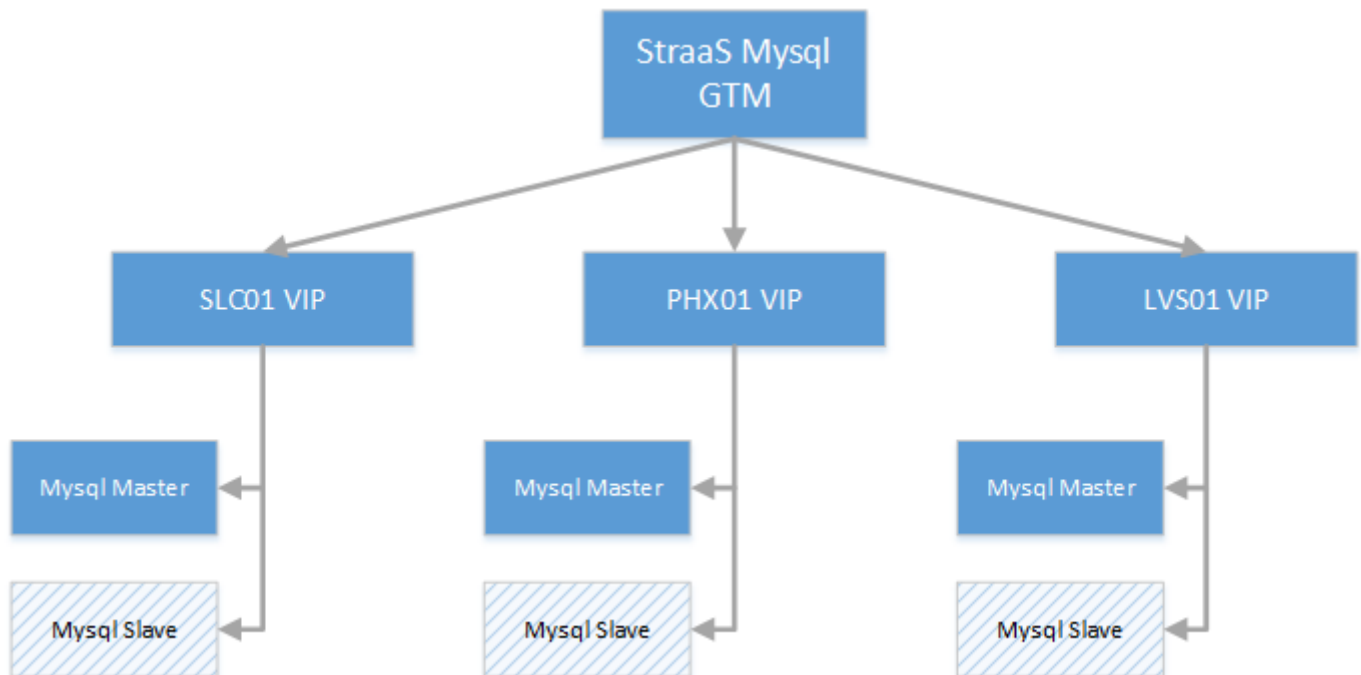 StraaS Mysql
GTM
SLC01 VIP
PHX01 VIP
LVS01 VIP
Mysql Master
Mysql Master
Mysql Master
Mysql Slave
Mysql Slave
Mysql Slave